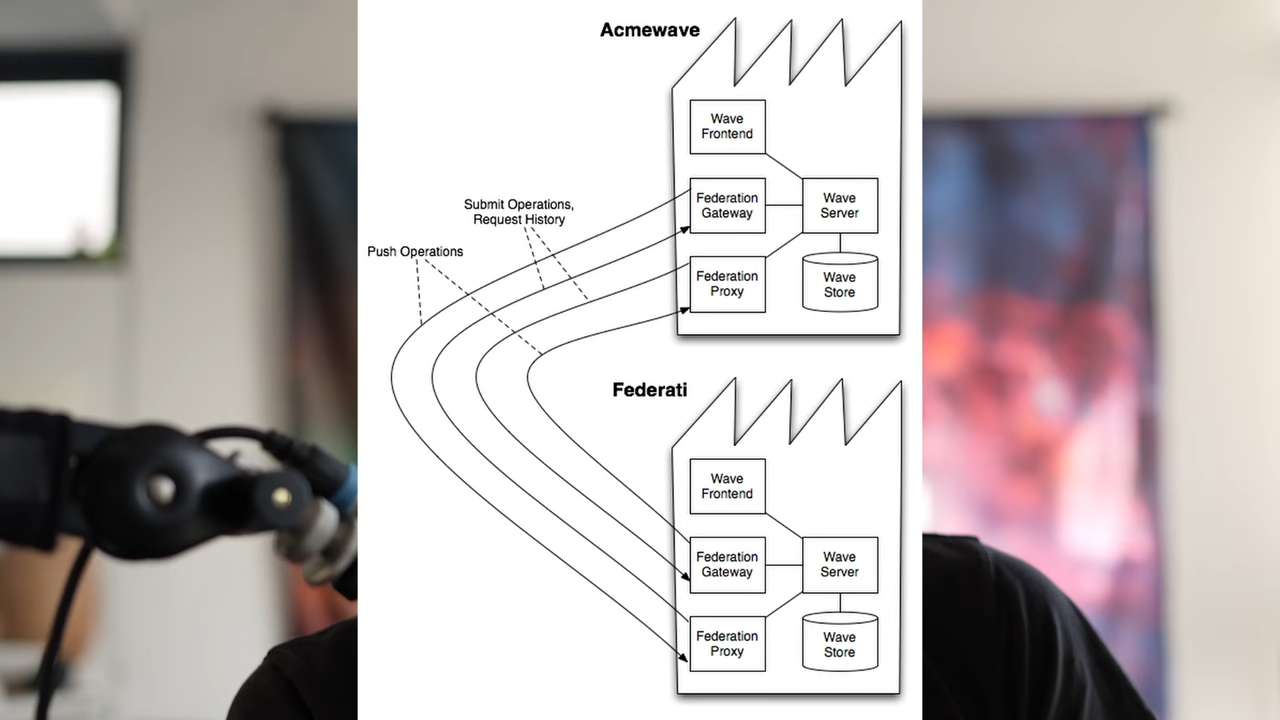 Acmewave
Wave
Frontend
Submit Operations,
Request History
Federation
Gateway
Wave
Server
Push Operations
Federation
Proxy
Wave
Store
Federati
Wave
Frontend
Federation
Gateway
Wave
Server
Federation
Proxy
Wave
Store